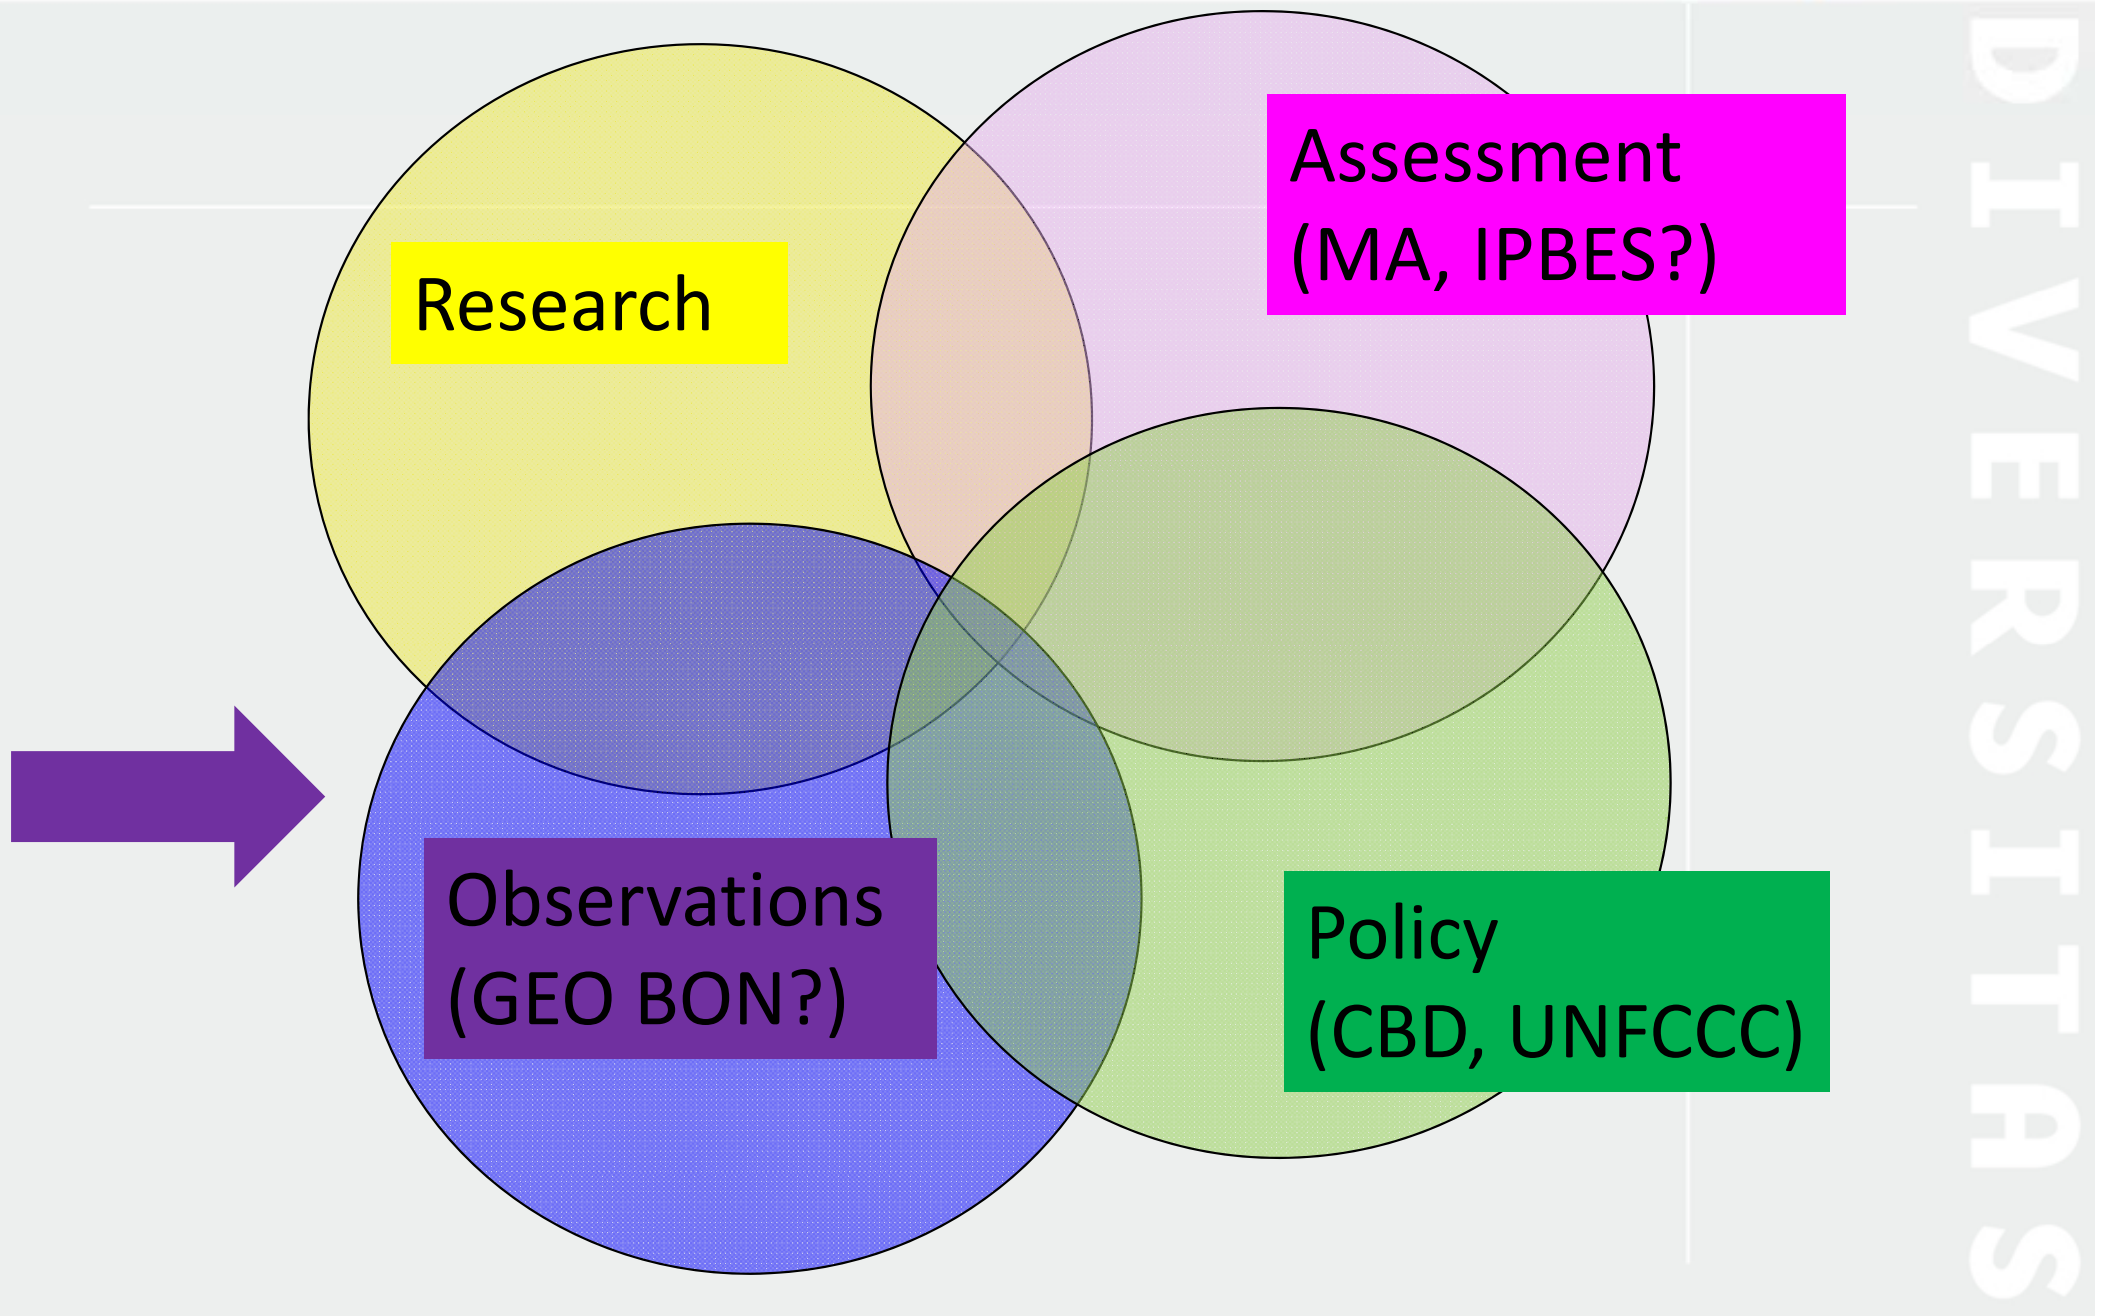 Research
Assessment
(MA, IPBES?)
Observations
(GEO BON?)
Policy
(CBD, UNFCCC)
DIVERSITAS